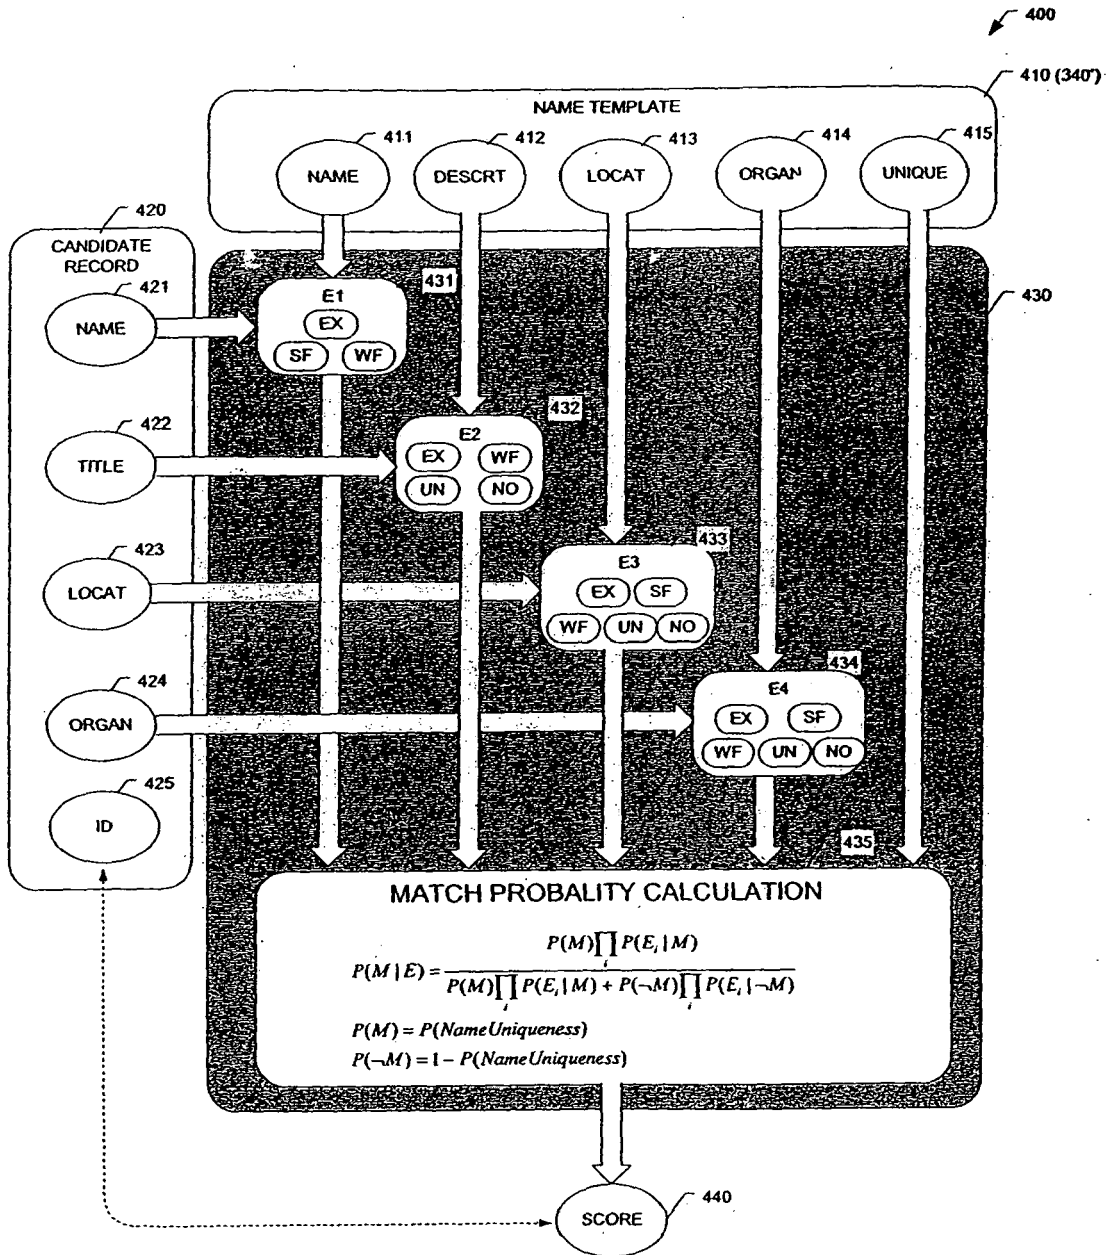 400
410 (340')
NAME TEMPLATE
411
412
413
414
415
NAME
DESCRT
LOCAT
ORGAN
UNIQUE
420
CANDIDATE
RECORD
421
NAME
422
TITLE
423
LOCAT
424
ORGAN
425
ID
430
431
E1
EX
SF WF
432
E2
EX WF
UN NO
433
E3
EX SF
WF UN NO
434
E4
EX SF
WF UN NO
435
MATCH PROBALITY CALCULATION
P(M | E) = P(M)∏i P(Ei | M) / P(M)∏i P(Ei | M) + P(¬M)∏i P(Ei | ¬M)
P(M) = P(NameUniqueness)
P(¬M) = 1 − P(NameUniqueness)
SCORE
440